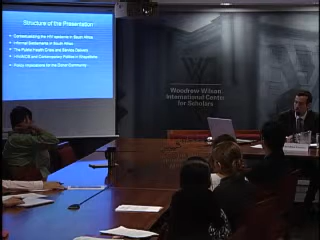 Structure of the Presentation
Contextualizing the HIV epidemic in South Africa
Informal Settlements in South Africa
The Public Health Crisis and Service Delivery
HIV/AIDS and Contemporary Politics in
Policy Implications for the Global Community
Woodrow Wilson
International Center
for Scholars